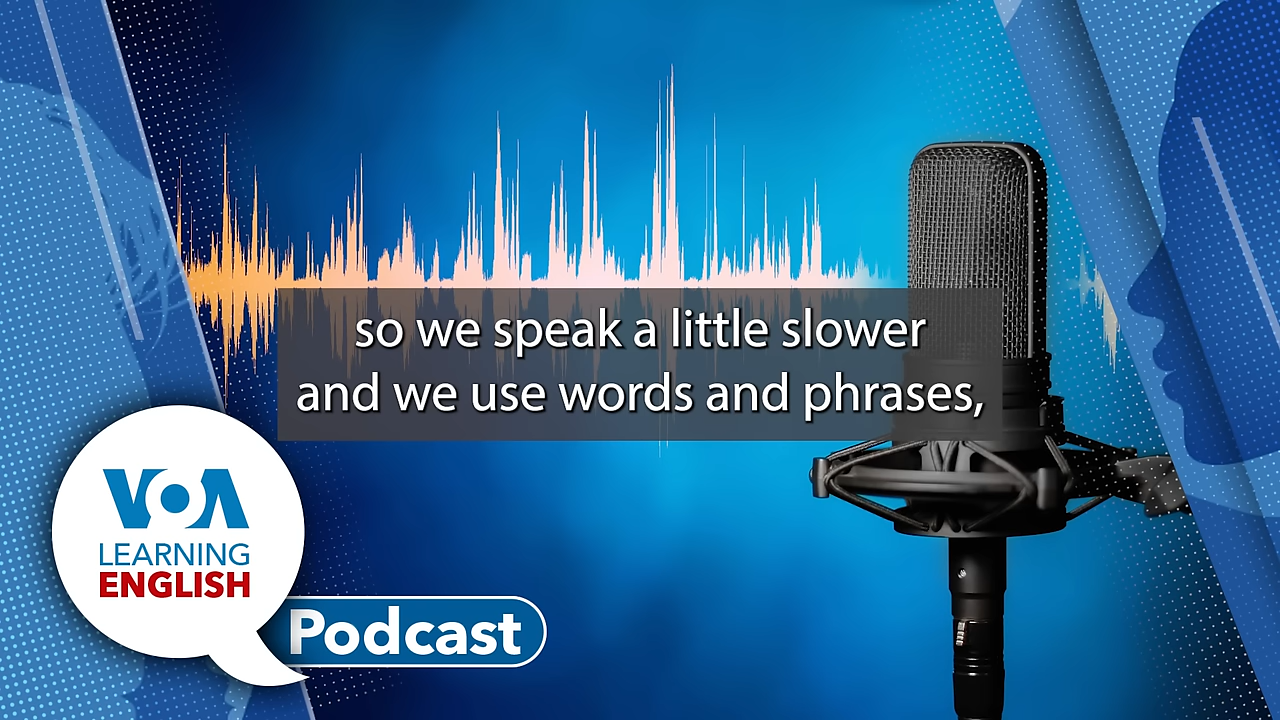 so we speak a little slower
and we use words and phrases,
VOA
LEARNING
ENGLISH
Podcast